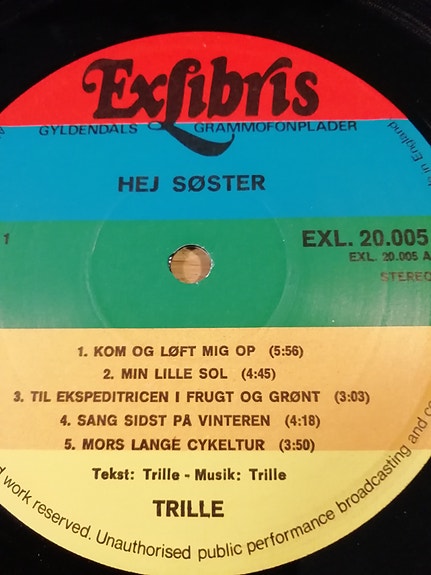 Exlibris
GYLDENDALS GRAMMOFONPLADER
HEJ SØSTER
1
EXL. 20.005
EXL. 20.005 A
STEREO
1. KOM OG LØFT MIG OP (5:56)
2. MIN LILLE SOL (4:45)
3. TIL EKSPEDITRICEN I FRUGT OG GRØNT (3:03)
4. SANG SIDST PÅ VINTEREN (4:18)
5. MORS LANGE CYKELTUR (3:50)
Tekst: Trille - Musik: Trille
TRILLE
work reserved. Unauthorised public performance broadcasting and
in England